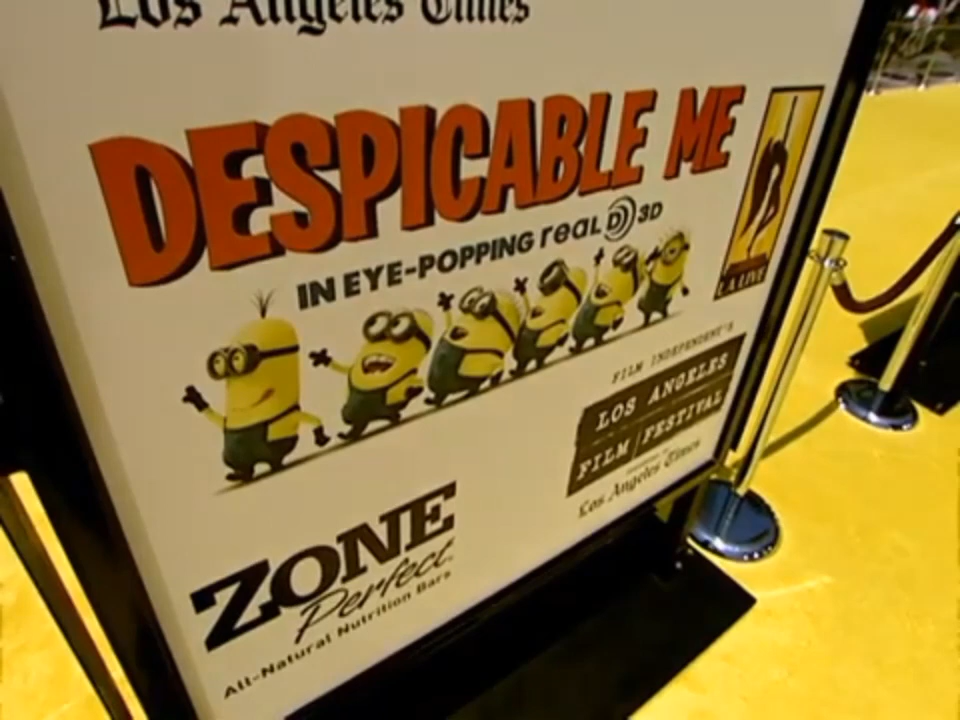 Los Angeles Times
DESPICABLE ME
IN EYE-POPPING REAL D 3D
L.A. LIVE
FILM INDEPENDENT'S
LOS ANGELES
FILM FESTIVAL
Los Angeles Times
ZONE
Perfect.
All-Natural Nutrition Bars